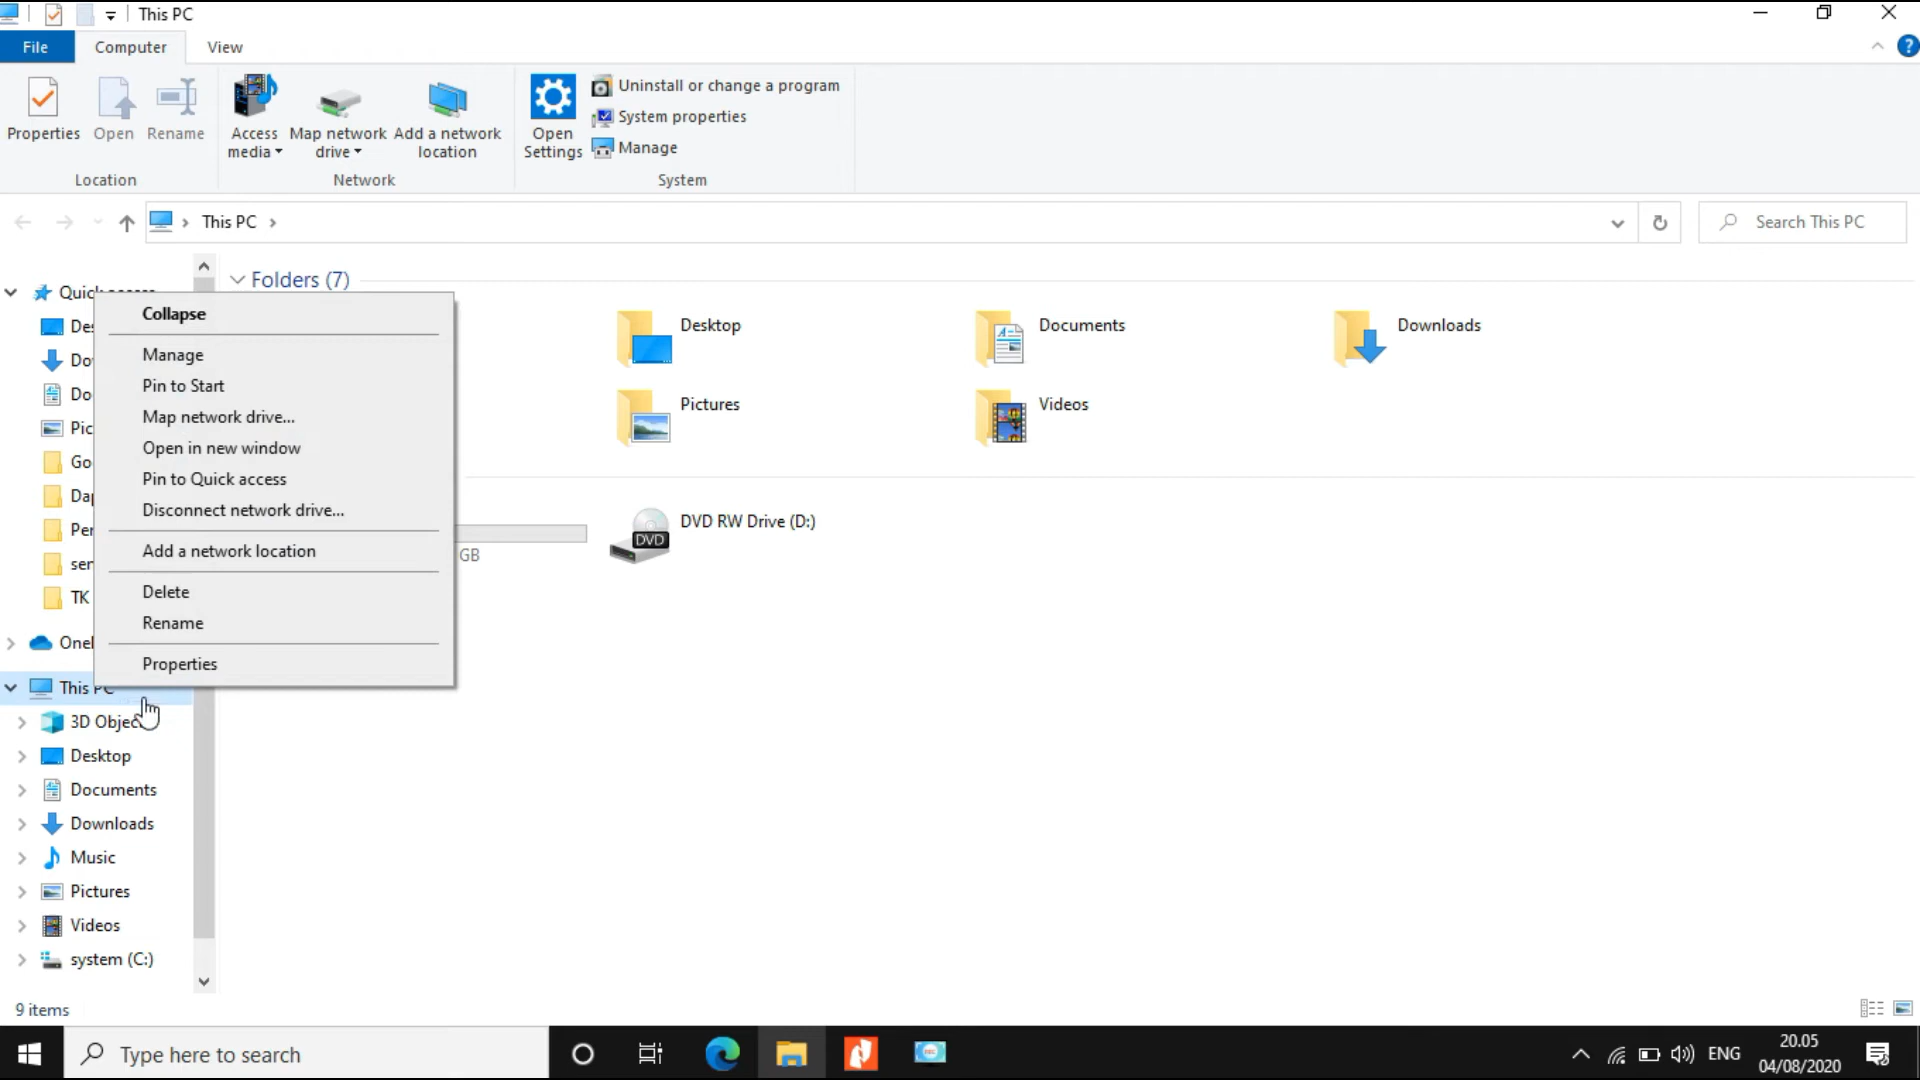 This PC
File
Computer
View
Properties
Open
Rename
Location
Access
media
Map network
drive
Add a network
location
Network
Open
Settings
Uninstall or change a program
System properties
Manage
System
This PC
Search This PC
Folders (7)
Desktop
Documents
Downloads
Pictures
Videos
DVD RW Drive (D:)
DVD
GB
Collapse
Manage
Pin to Start
Map network drive...
Open in new window
Pin to Quick access
Disconnect network drive...
Add a network location
Delete
Rename
Properties
Quick access
Des
Do
Do
Pic
Go
Dap
Per
ser
TK
One
This PC
3D Objec
Desktop
Documents
Downloads
Music
Pictures
Videos
system (C:)
9 items
Type here to search
ENG
20.05
04/08/2020